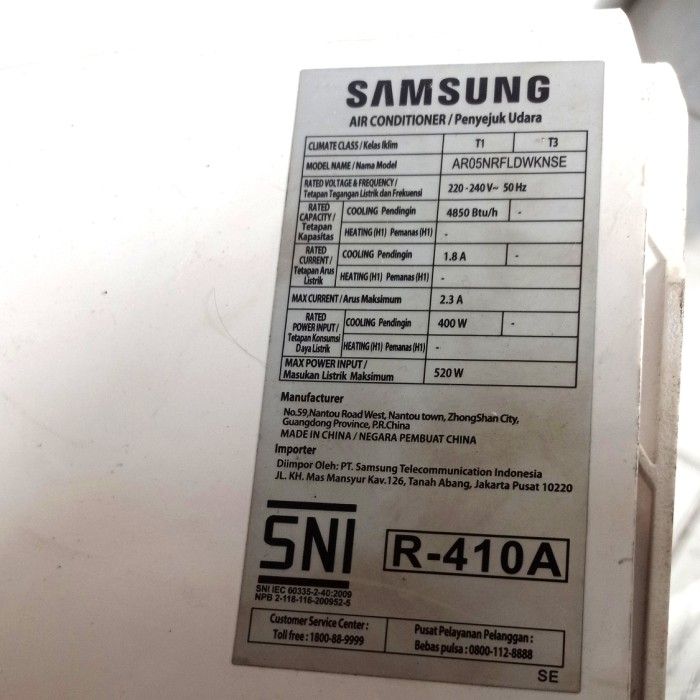 SAMSUNG
AIR CONDITIONER / Penyejuk Udara
CLIMATE CLASS / Kelas Iklim T1 T3
MODEL NAME / Nama Model AR05NRFLDWKNSE
RATED VOLTAGE & FREQUENCY / Tetapan Tegangan Listrik dan Frekuensi 220 - 240 V~ 50 Hz
RATED CAPACITY / Tetapan Kapasitas COOLING Pendingin 4850 Btu/h -
HEATING (H1) Pemanas (H1) -
RATED CURRENT / Tetapan Arus Listrik COOLING Pendingin 1.8 A -
HEATING (H1) Pemanas (H1) -
MAX CURRENT / Arus Maksimum 2.3 A
RATED POWER INPUT / Tetapan Konsumsi Daya Listrik COOLING Pendingin 400 W -
HEATING (H1) Pemanas (H1) -
MAX POWER INPUT / Masukan Listrik Maksimum 520 W
Manufacturer
No.59,Nantou Road West, Nantou town, ZhongShan City,
Guangdong Province, P.R.China
MADE IN CHINA / NEGARA PEMBUAT CHINA
Importer
Diimpor Oleh: PT. Samsung Telecommunication Indonesia
JL. KH. Mas Mansyur Kav.126, Tanah Abang, Jakarta Pusat 10220
SNI
R-410A
SNI IEC 60335-2-40:2009
NPB 2-118-116-200952-5
Customer Service Center :
Toll free : 1800-88-9999
Pusat Pelayanan Pelanggan :
Bebas pulsa : 0800-112-8888
SE